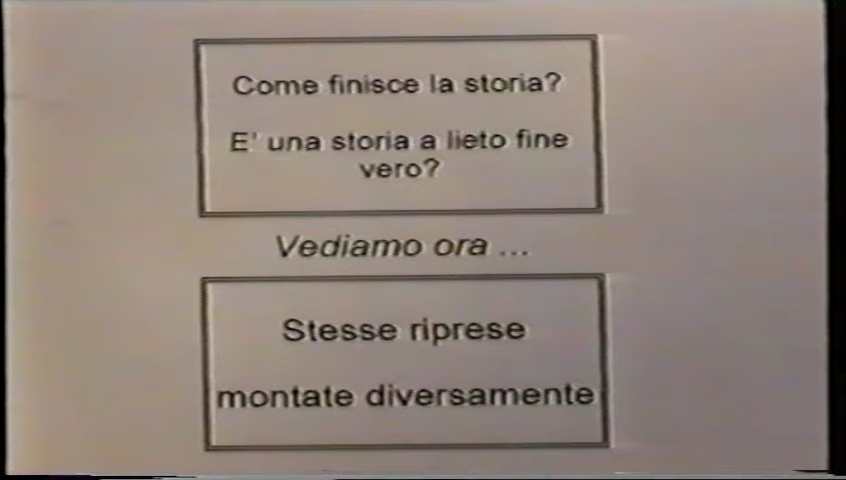 Come finisce la storia?
E' una storia a lieto fine
vero?
Vediamo ora ...
Stesse riprese
montate diversamente